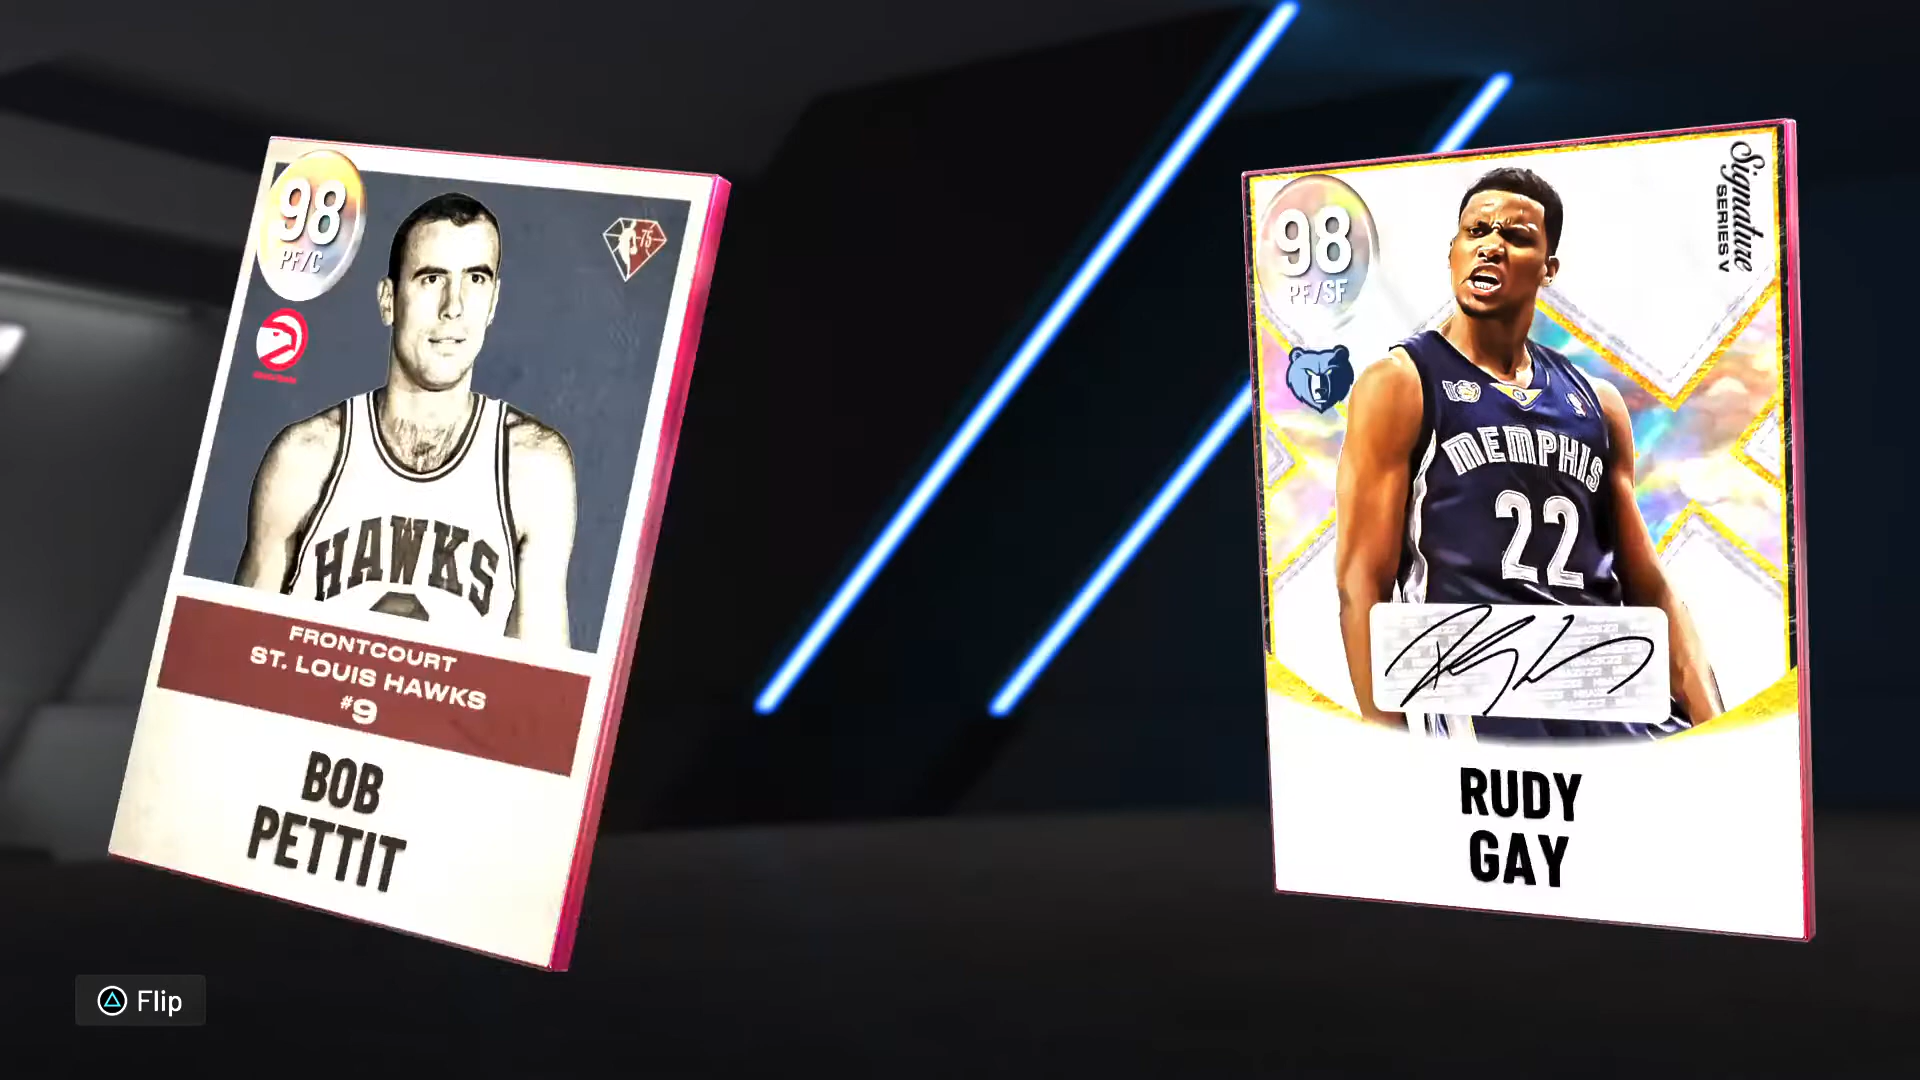 98
PF/C
75
HAWKS
FRONTCOURT
ST. LOUIS HAWKS
#9
BOB
PETTIT
98
PF/SF
Signature
SERIES V
MEMPHIS
22
RUDY
GAY
Flip